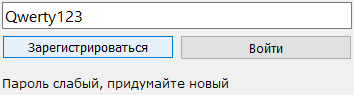 Qwerty123
Зарегистрироваться Войти
Пароль слабый, придумайте новый